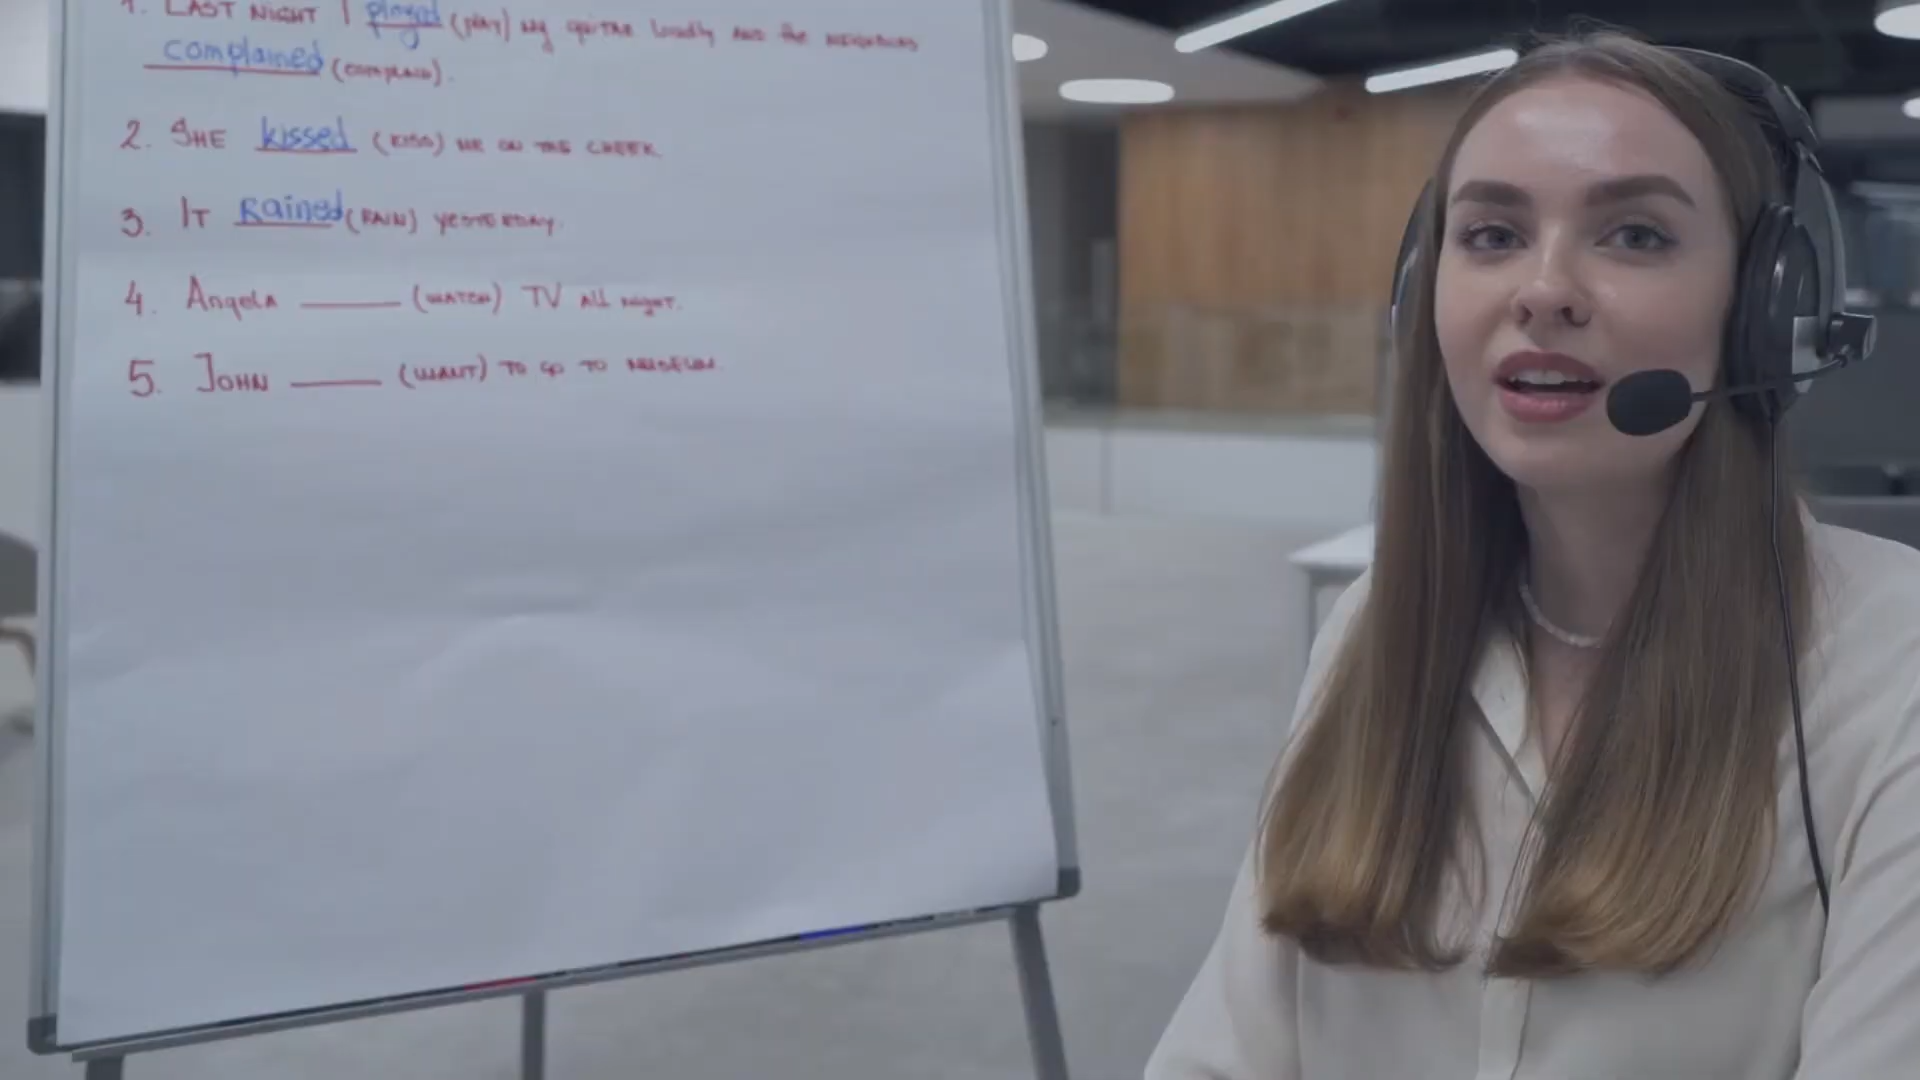 1. LAST NIGHT I played (PLAY) my guitar loudly AND the NEIGHBORS
complained (COMPLAIN).
2. SHE kissed (KISS) ME ON THE CHEEK
3. IT Rained (RAIN) YESTERDAY.
4. Angela ____ (WATCH) TV All night.
5. JOHN ____ (WANT) TO GO TO MUSEUM.